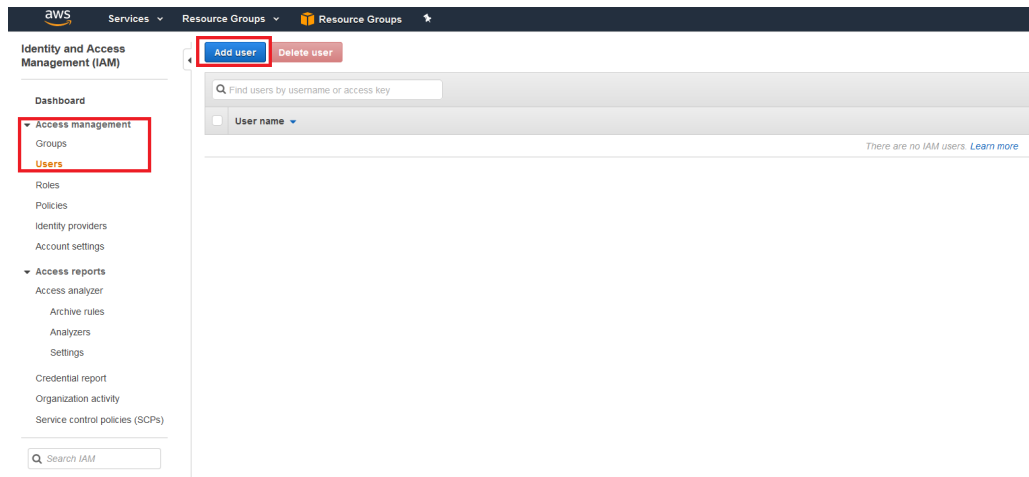 aws Services Resource Groups Resource Groups
Identity and Access
Management (IAM)
Dashboard
Access management
Groups
Users
Roles
Policies
Identity providers
Account settings
Access reports
Access analyzer
Archive rules
Analyzers
Settings
Credential report
Organization activity
Service control policies (SCPs)
Search IAM
Add user Delete user
Find users by username or access key
User name
There are no IAM users. Learn more